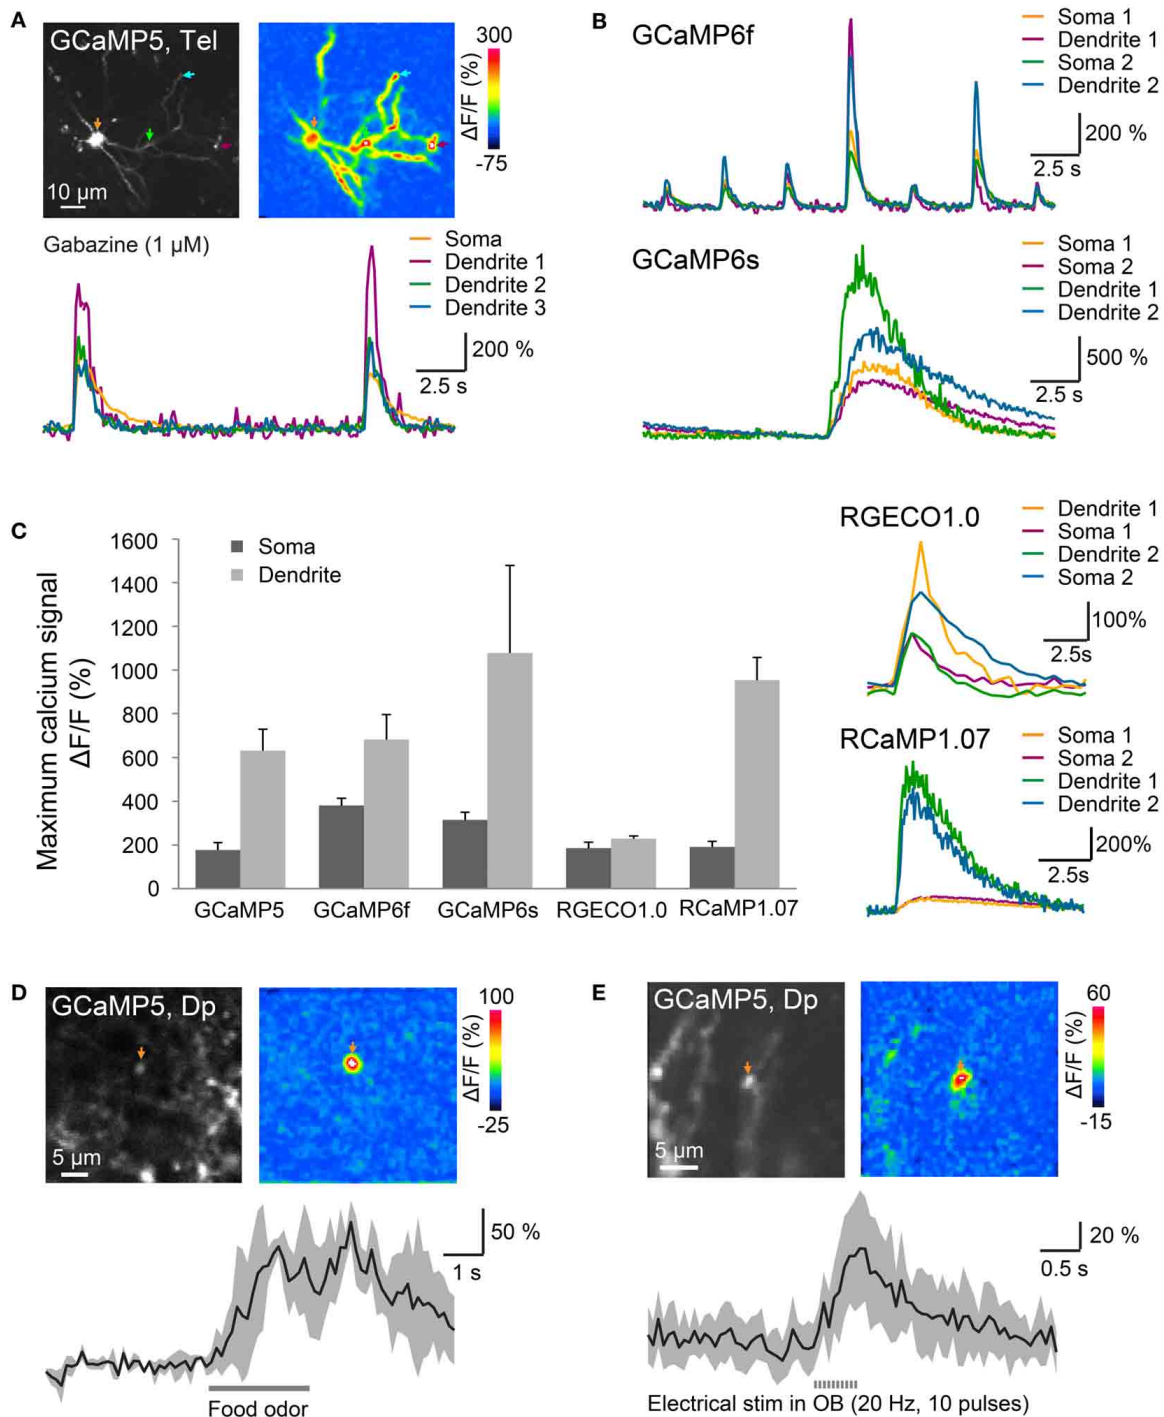 A
GCaMP5, Tel
10 µm
300
ΔF/F (%)
-75
Gabazine (1 µM)
Soma
Dendrite 1
Dendrite 2
Dendrite 3
200 %
2.5 s
B
GCaMP6f
Soma 1
Dendrite 1
Soma 2
Dendrite 2
200 %
2.5 s
GCaMP6s
Soma 1
Soma 2
Dendrite 1
Dendrite 2
500 %
2.5 s
RGECO1.0
Dendrite 1
Soma 1
Dendrite 2
Soma 2
100%
2.5s
RCaMP1.07
Soma 1
Soma 2
Dendrite 1
Dendrite 2
200%
2.5s
C
Maximum calcium signal
ΔF/F (%)
1600
1400
1200
1000
800
600
400
200
0
Soma
Dendrite
GCaMP5
GCaMP6f
GCaMP6s
RGECO1.0
RCaMP1.07
D
GCaMP5, Dp
5 µm
100
ΔF/F (%)
-25
50 %
1 s
Food odor
E
GCaMP5, Dp
5 µm
60
ΔF/F (%)
-15
20 %
0.5 s
Electrical stim in OB (20 Hz, 10 pulses)